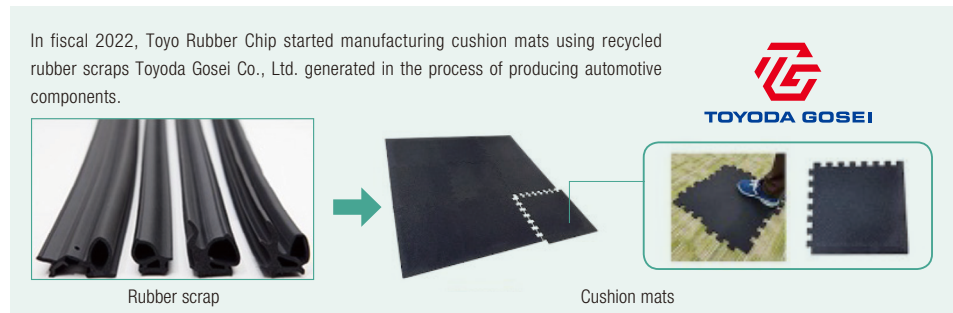 In fiscal 2022, Toyo Rubber Chip started manufacturing cushion mats using recycled
rubber scraps Toyoda Gosei Co., Ltd. generated in the process of producing automotive
components.
TOYODA GOSEI
Rubber scrap
Cushion mats